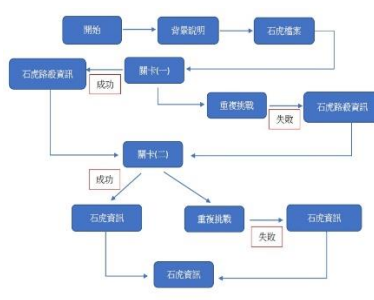 開始
背景說明
石虎檔案
石虎路殺資訊
成功
關卡(一)
重複挑戰
失敗
石虎路殺資訊
關卡(二)
成功
石虎資訊
重複挑戰
失敗
石虎資訊
石虎資訊